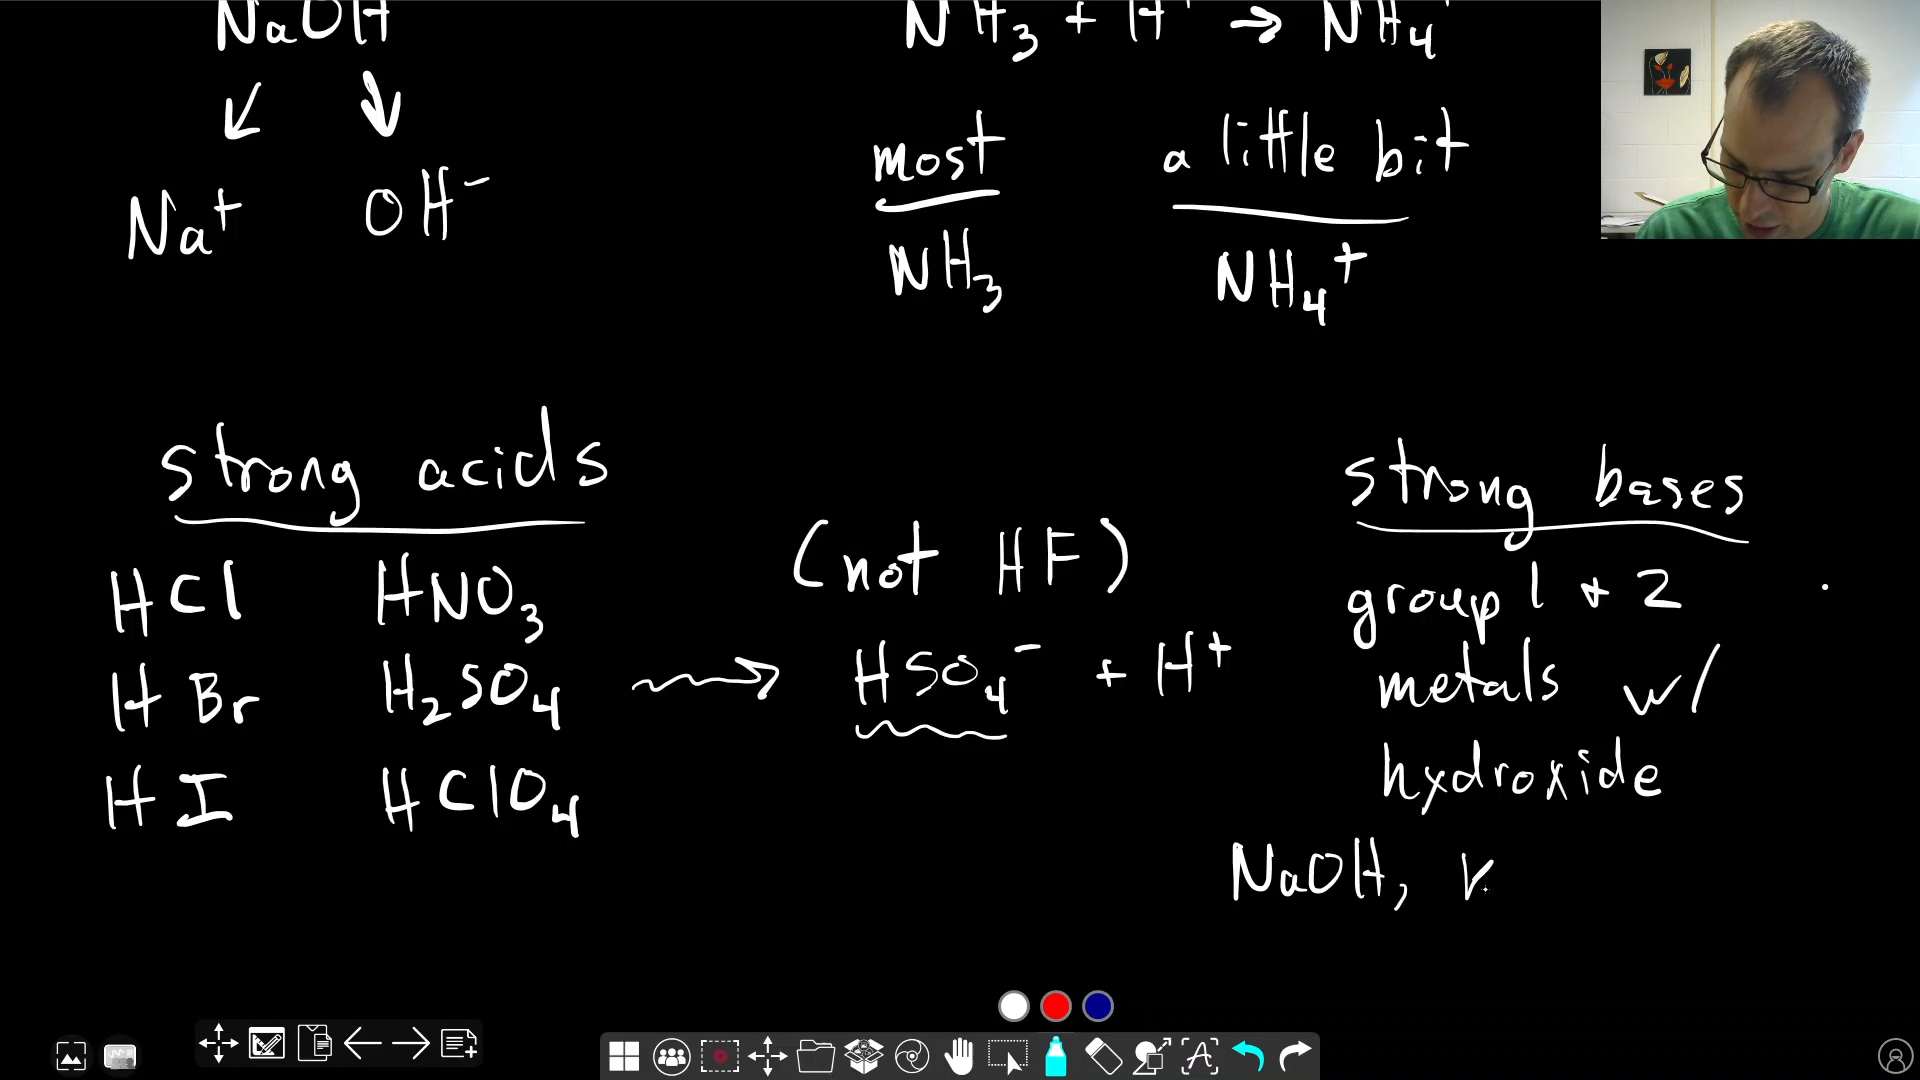 NaOH
NH3 + H+ → NH4+
↙ ↓
most a little bit
Na+ OH-
NH3 NH4+
strong acids
HCl HNO3
HBr H2SO4
HI HClO4
(not HF)
HSO4- + H+
strong bases
group 1 + 2
metals w/
hydroxide
NaOH,